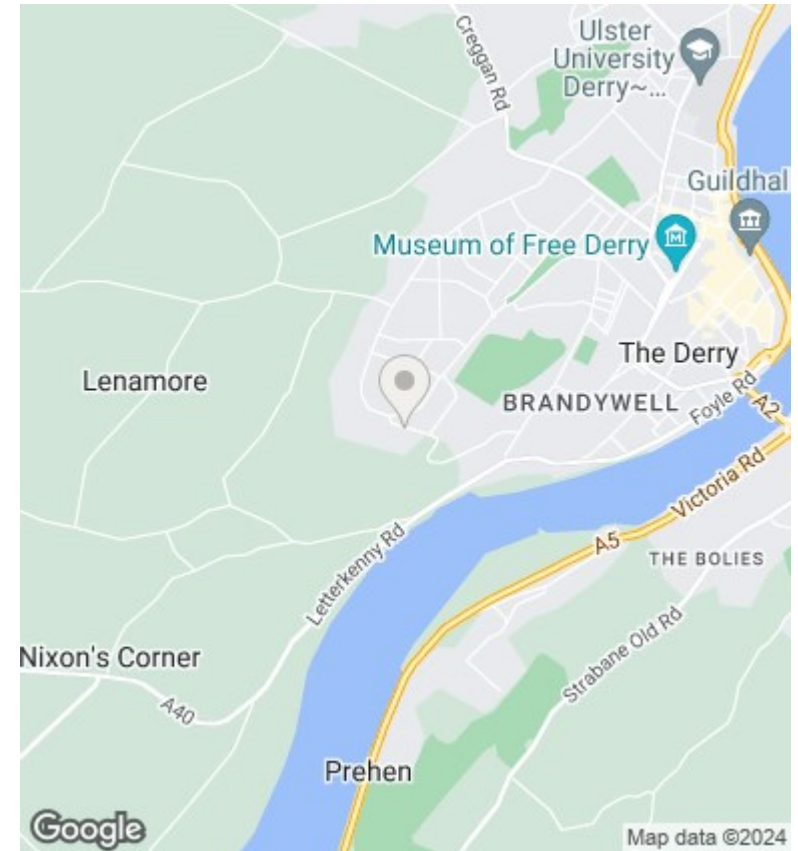 Ulster
University
Derry~...
Creggan Rd
Guildhal
Museum of Free Derry
M
The Derry
Lenamore
BRANDYWELL
Foyle Rd
A2
Victoria Rd
A5
THE BOLIES
Letterkenny Rd
Strabane Old Rd
Nixon's Corner
A40
Prehen
Google
Map data ©2024